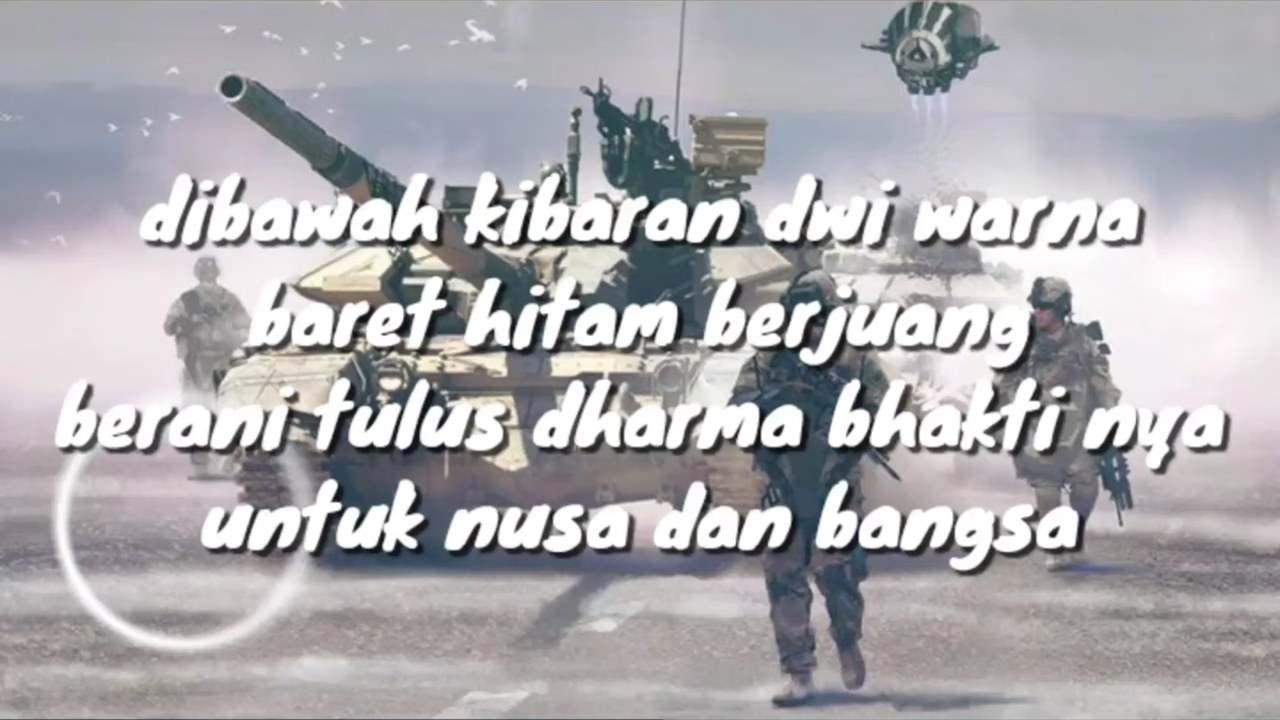 dibawah kibaran dwi warna
baret hitam berjuang
berani tulus dharma bhakti nya
untuk nusa dan bangsa